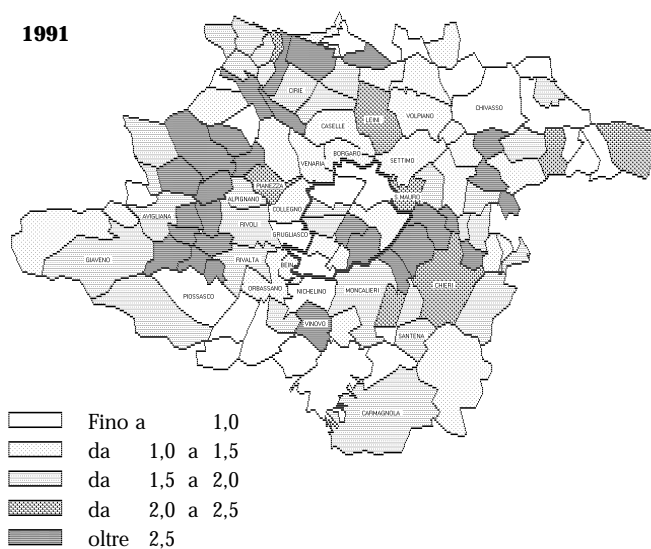 1991
CIRIE
LEINI
VOLPIANO
CHIVASSO
CASELLE
BORGARO
SETTIMO
VENARIA
PIANEZZA
S.MAURO
ALPIGNANO
COLLEGNO
AVIGLIANA
RIVOLI
GRUGLIASCO
GIAVENO
RIVALTA
BEIN
CHIERI
PIOSSASCO
ORBASSANO
NICHELINO
MONCALIERI
VINOVO
SANTENA
CARMAGNOLA
Fino a 1,0
da 1,0 a 1,5
da 1,5 a 2,0
da 2,0 a 2,5
oltre 2,5